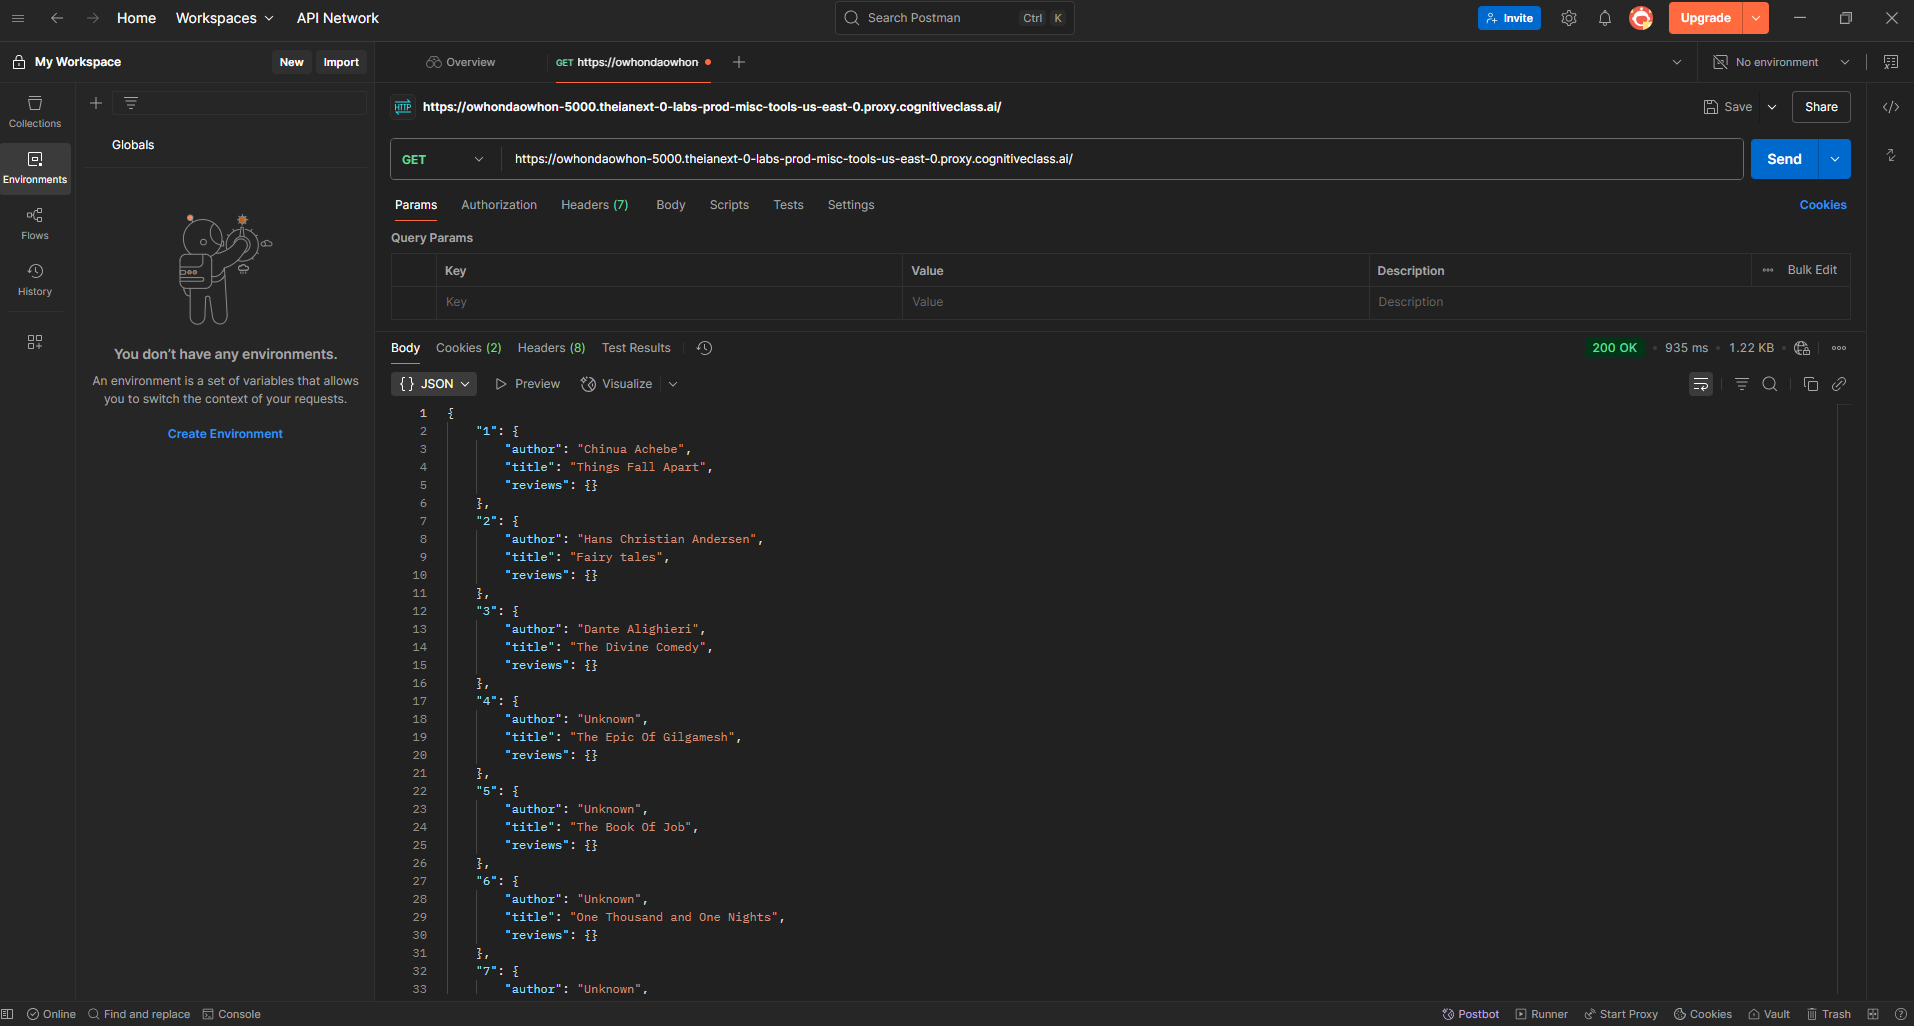 Home Workspaces API Network Search Postman Ctrl K Invite Upgrade
My Workspace New Import Overview GET https://owhondaowhon No environment
Collections
Environments
Flows
History
Globals
You don't have any environments.
An environment is a set of variables that allows
you to switch the context of your requests.
Create Environment
HTTP https://owhondaowhon-5000.theianext-0-labs-prod-misc-tools-us-east-0.proxy.cognitiveclass.ai/ Save Share
GET https://owhondaowhon-5000.theianext-0-labs-prod-misc-tools-us-east-0.proxy.cognitiveclass.ai/ Send
Params Authorization Headers (7) Body Scripts Tests Settings Cookies
Query Params
Key Value Description Bulk Edit
Key Value Description
Body Cookies (2) Headers (8) Test Results 200 OK 935 ms 1.22 KB
{} JSON Preview Visualize
1 {
2 "1": {
3 "author": "Chinua Achebe",
4 "title": "Things Fall Apart",
5 "reviews": {}
6 },
7 "2": {
8 "author": "Hans Christian Andersen",
9 "title": "Fairy tales",
10 "reviews": {}
11 },
12 "3": {
13 "author": "Dante Alighieri",
14 "title": "The Divine Comedy",
15 "reviews": {}
16 },
17 "4": {
18 "author": "Unknown",
19 "title": "The Epic Of Gilgamesh",
20 "reviews": {}
21 },
22 "5": {
23 "author": "Unknown",
24 "title": "The Book Of Job",
25 "reviews": {}
26 },
27 "6": {
28 "author": "Unknown",
29 "title": "One Thousand and One Nights",
30 "reviews": {}
31 },
32 "7": {
33 "author": "Unknown",
Online Find and replace Console Postbot Runner Start Proxy Cookies Vault Trash